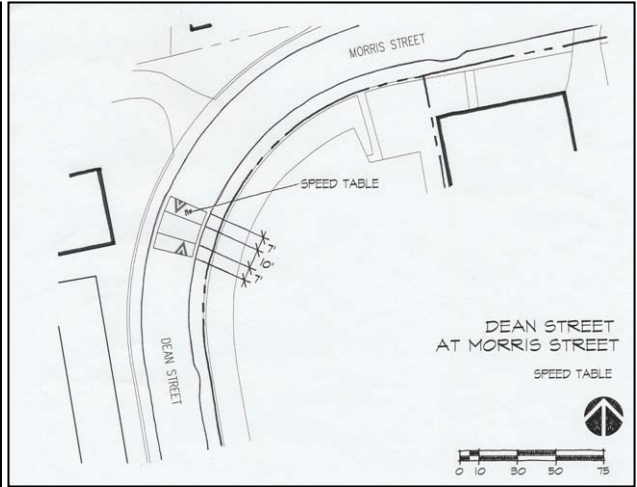 MORRIS STREET
SPEED TABLE
7'
10'
7'
DEAN STREET
DEAN STREET
AT MORRIS STREET
SPEED TABLE
0 10 30 50 75